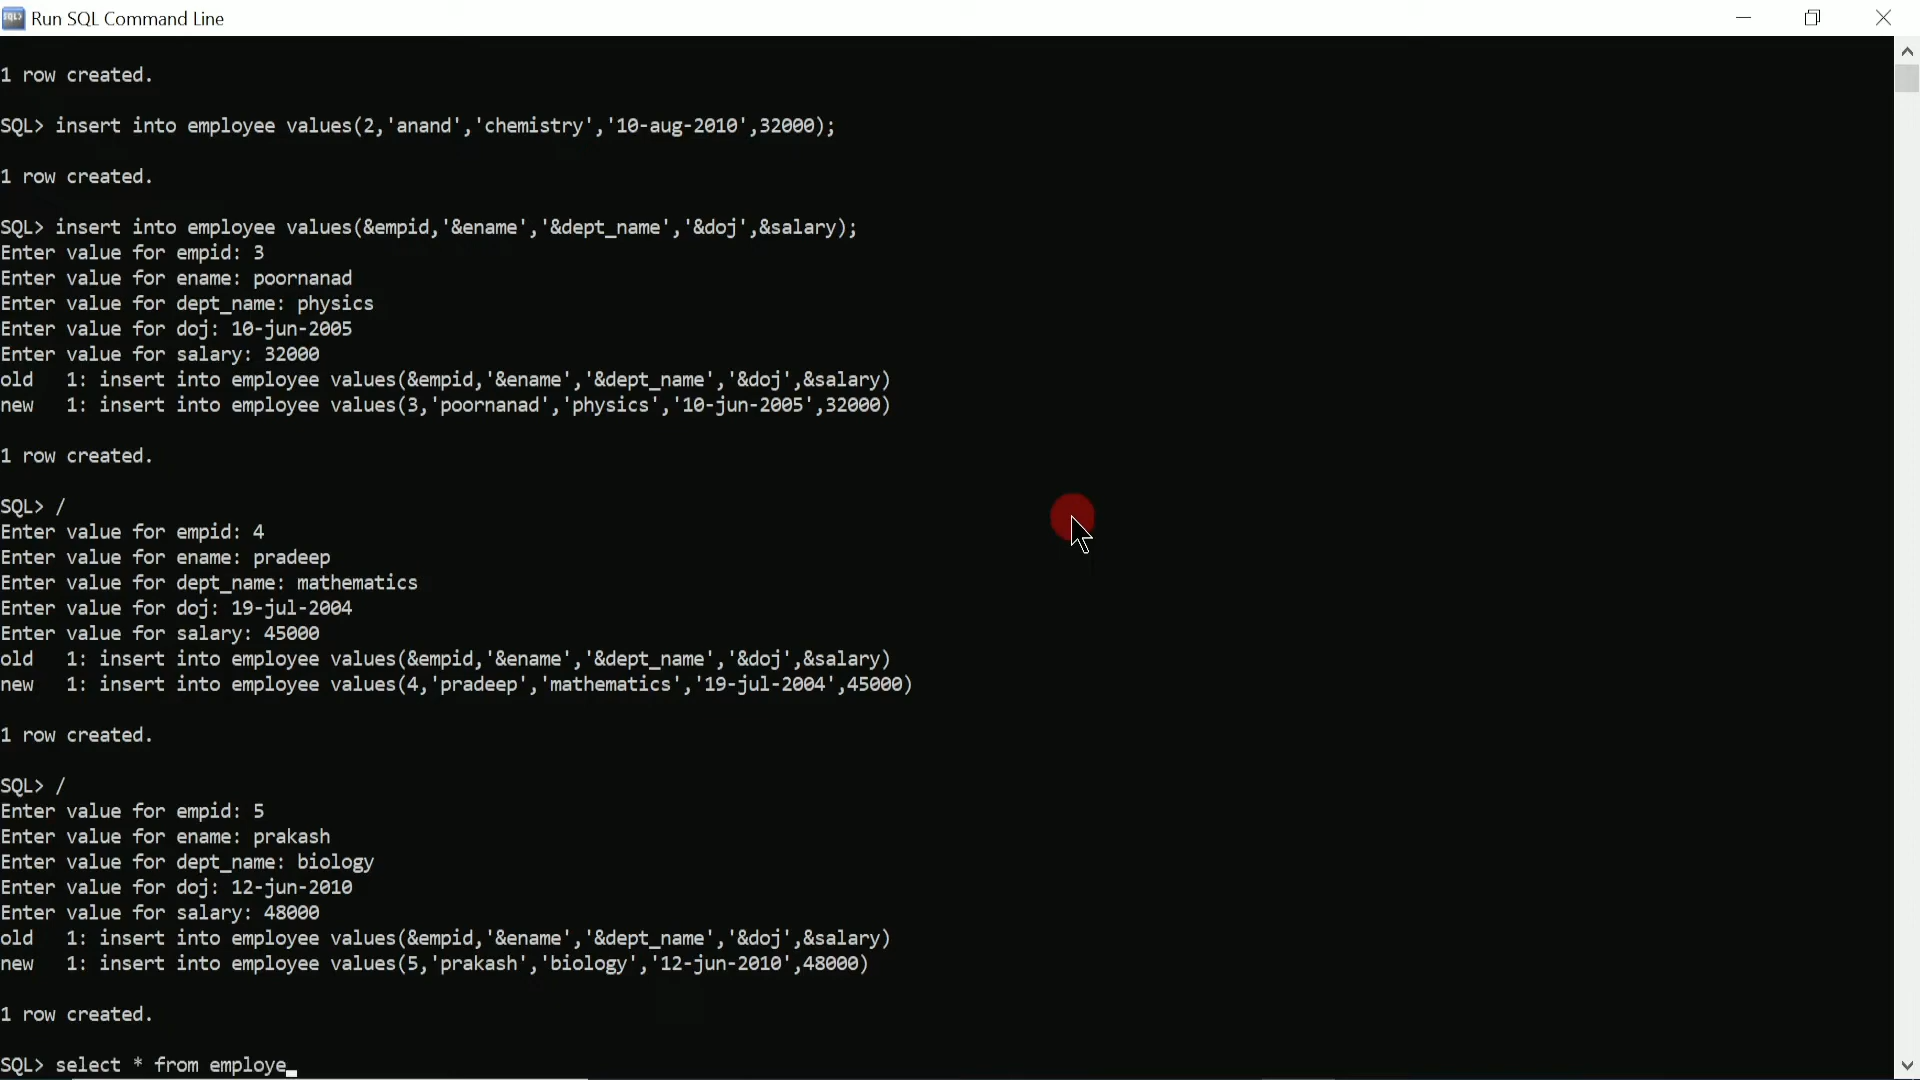 Run SQL Command Line
1 row created.
SQL> insert into employee values(2,'anand','chemistry','10-aug-2010',32000);
1 row created.
SQL> insert into employee values(&empid,'&ename','&dept_name','&doj',&salary);
Enter value for empid: 3
Enter value for ename: poornanad
Enter value for dept_name: physics
Enter value for doj: 10-jun-2005
Enter value for salary: 32000
old   1: insert into employee values(&empid,'&ename','&dept_name','&doj',&salary)
new   1: insert into employee values(3,'poornanad','physics','10-jun-2005',32000)
1 row created.
SQL> /
Enter value for empid: 4
Enter value for ename: pradeep
Enter value for dept_name: mathematics
Enter value for doj: 19-jul-2004
Enter value for salary: 45000
old   1: insert into employee values(&empid,'&ename','&dept_name','&doj',&salary)
new   1: insert into employee values(4,'pradeep','mathematics','19-jul-2004',45000)
1 row created.
SQL> /
Enter value for empid: 5
Enter value for ename: prakash
Enter value for dept_name: biology
Enter value for doj: 12-jun-2010
Enter value for salary: 48000
old   1: insert into employee values(&empid,'&ename','&dept_name','&doj',&salary)
new   1: insert into employee values(5,'prakash','biology','12-jun-2010',48000)
1 row created.
SQL> select * from employe_